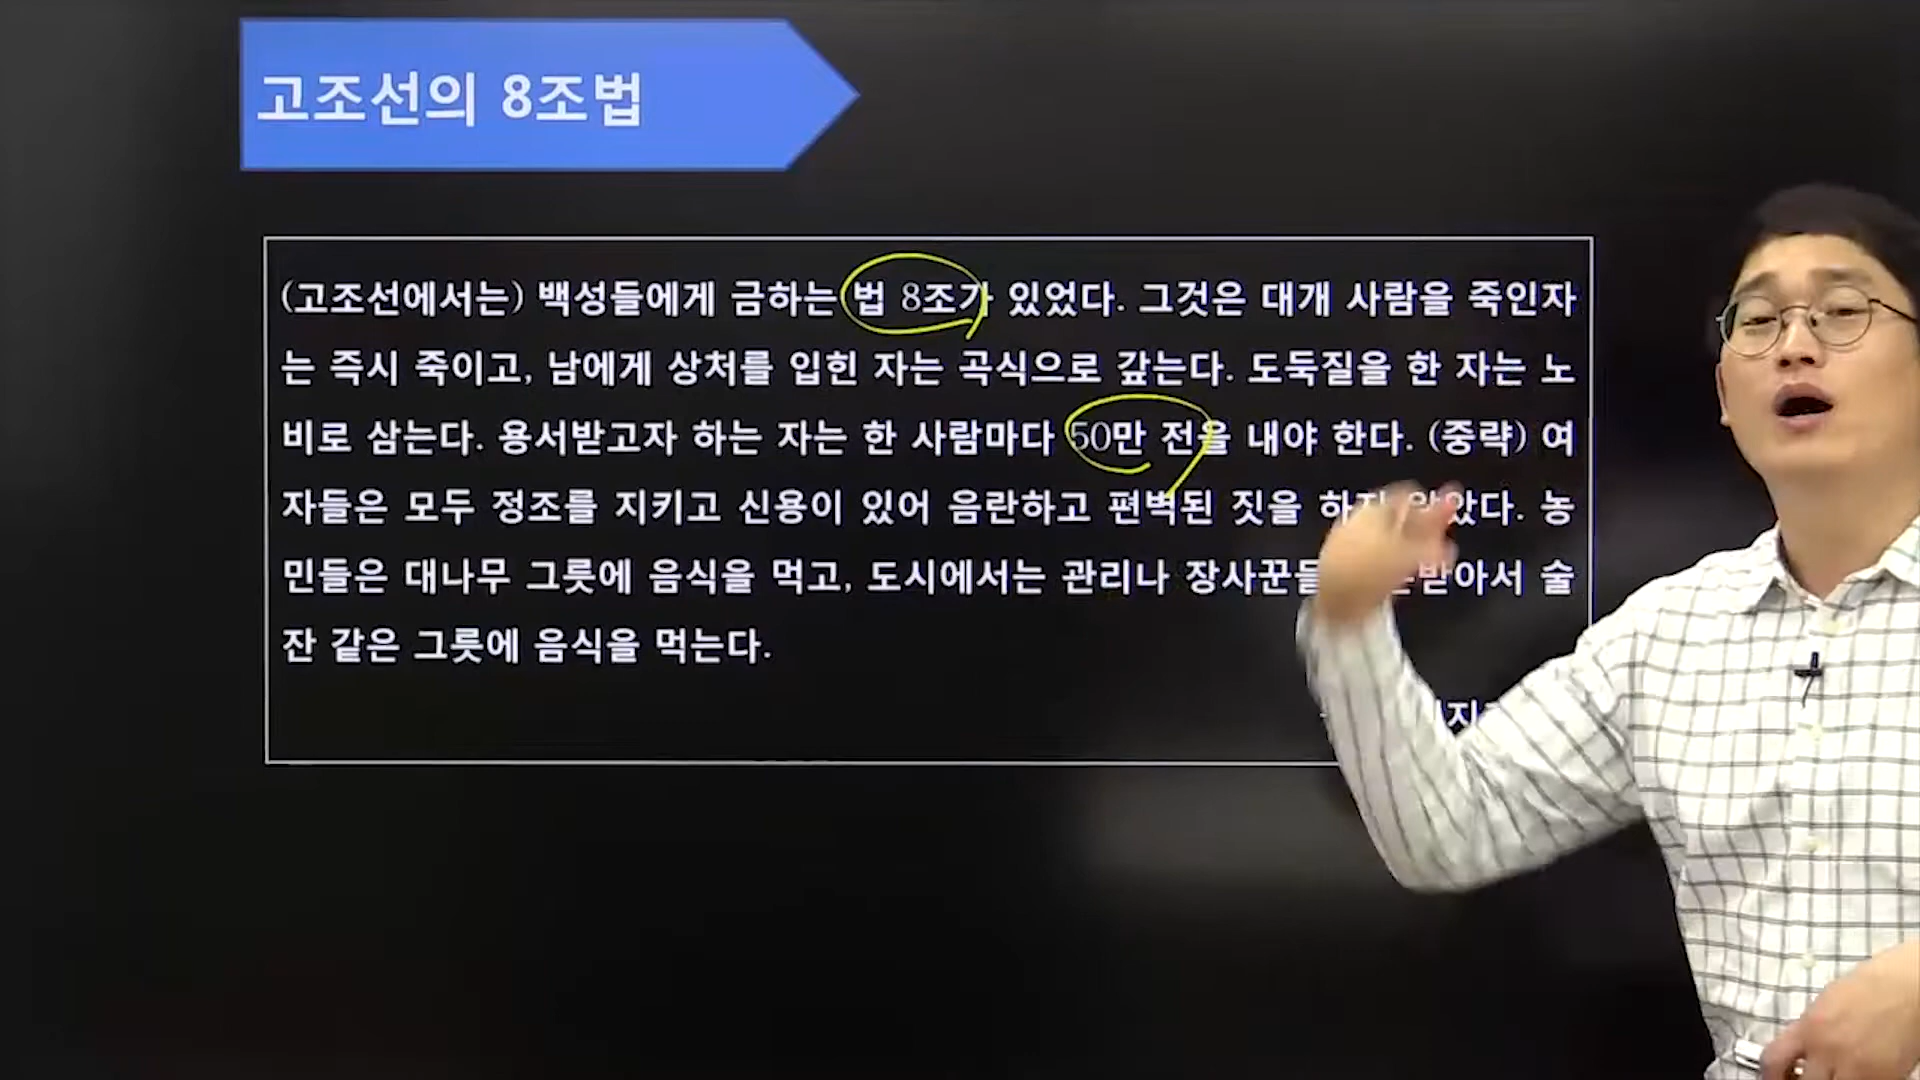 고조선의 8조법
(고조선에서는) 백성들에게 금하는 법 8조가 있었다. 그것은 대개 사람을 죽인자
는 즉시 죽이고, 남에게 상처를 입힌 자는 곡식으로 갚는다. 도둑질을 한 자는 노
비로 삼는다. 용서받고자 하는 자는 한 사람마다 50만 전을 내야 한다. (중략) 여
자들은 모두 정조를 지키고 신용이 있어 음란하고 편벽된 짓을 하지 않았다. 농
민들은 대나무 그릇에 음식을 먹고, 도시에서는 관리나 장사꾼들 술
잔 같은 그릇에 음식을 먹는다.